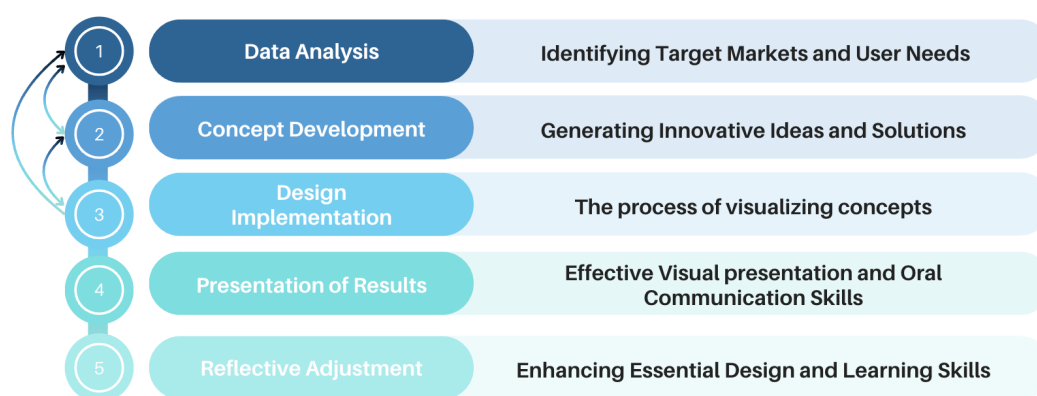 1
Data Analysis
Identifying Target Markets and User Needs
2
Concept Development
Generating Innovative Ideas and Solutions
3
Design
Implementation
The process of visualizing concepts
4
Presentation of Results
Effective Visual presentation and Oral
Communication Skills
5
Reflective Adjustment
Enhancing Essential Design and Learning Skills